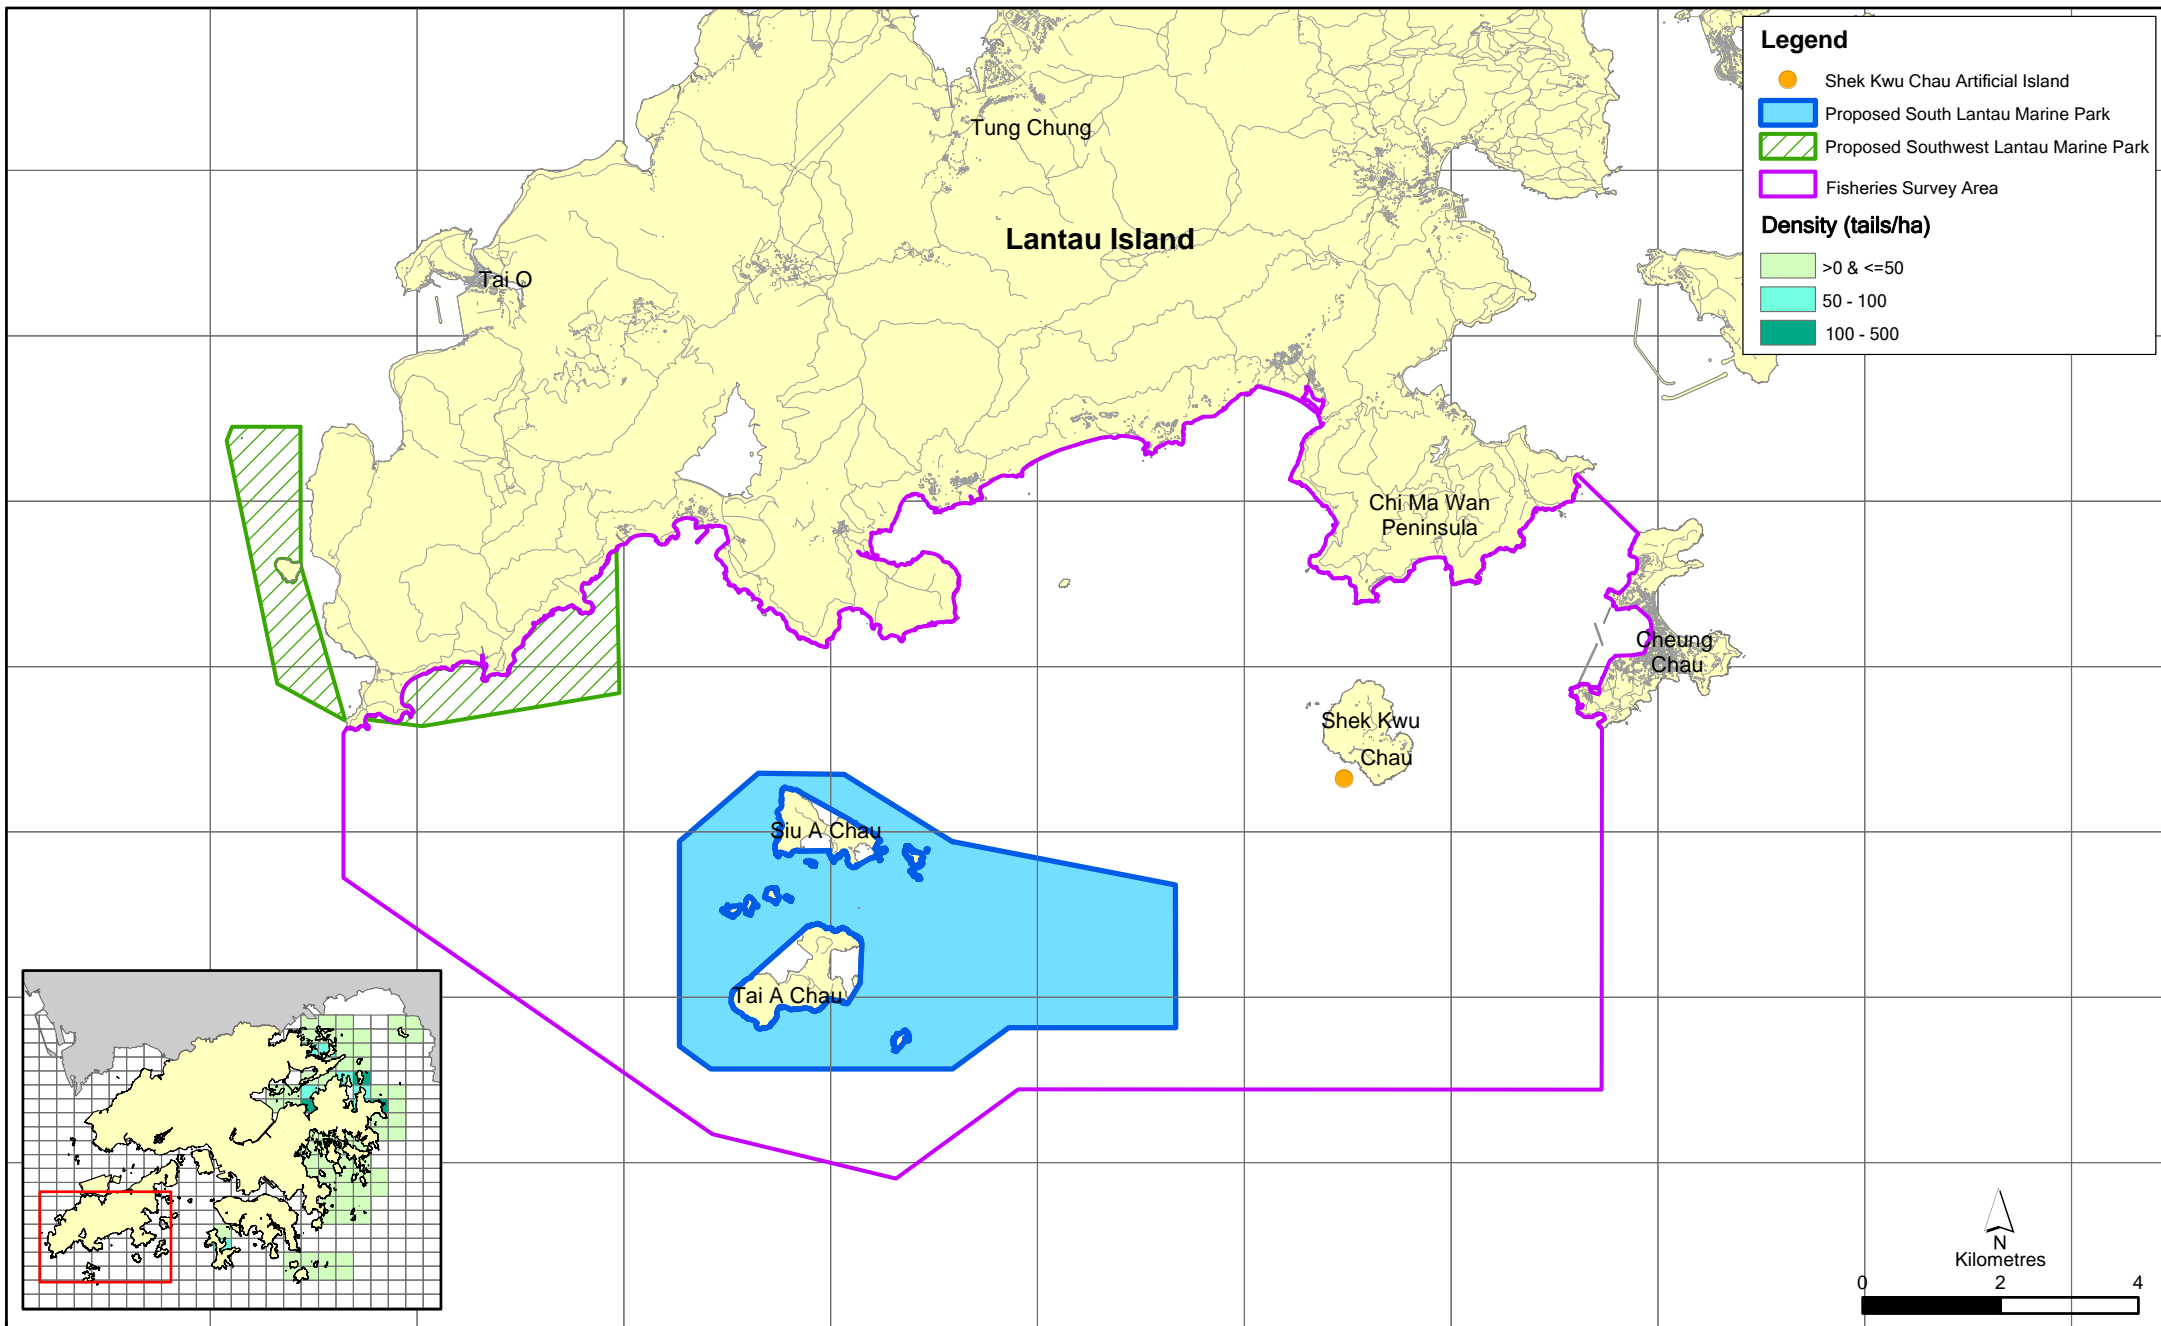 Legend
Shek Kwu Chau Artificial Island
Proposed South Lantau Marine Park
Proposed Southwest Lantau Marine Park
Fisheries Survey Area
Density (tails/ha)
>0 & <=50
50 - 100
100 - 500
Tung Chung
Lantau Island
Tai O
Chi Ma Wan
Peninsula
Cheung
Chau
Shek Kwu
Chau
Siu A Chau
Tai A Chau
N
Kilometres
0 2 4